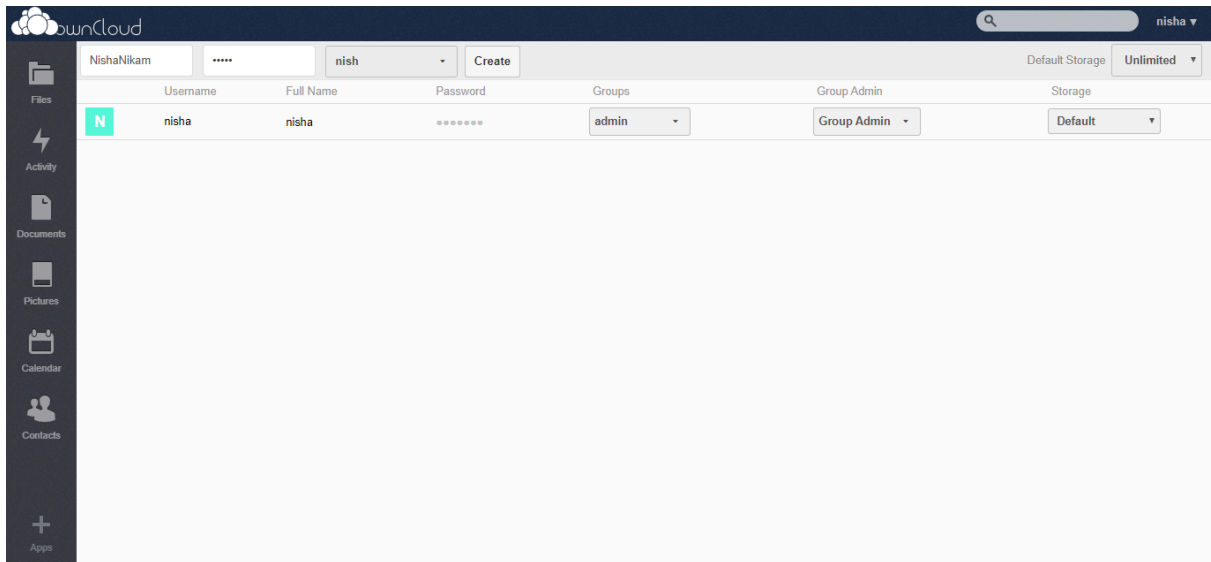 ownCloud
nisha
NishaNikam ••••• nish Create Default Storage Unlimited
Username Full Name Password Groups Group Admin Storage
N nisha nisha ●●●●●●● admin Group Admin Default
Files
Activity
Documents
Pictures
Calendar
Contacts
Apps